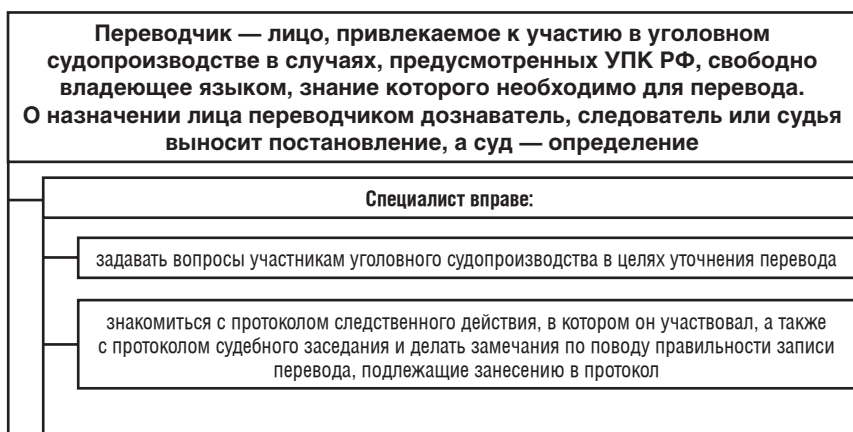 Переводчик — лицо, привлекаемое к участию в уголовном
судопроизводстве в случаях, предусмотренных УПК РФ, свободно
владеющее языком, знание которого необходимо для перевода.
О назначении лица переводчиком дознаватель, следователь или судья
выносит постановление, а суд — определение
Специалист вправе:
задавать вопросы участникам уголовного судопроизводства в целях уточнения перевода
знакомиться с протоколом следственного действия, в котором он участвовал, а также
с протоколом судебного заседания и делать замечания по поводу правильности записи
перевода, подлежащие занесению в протокол